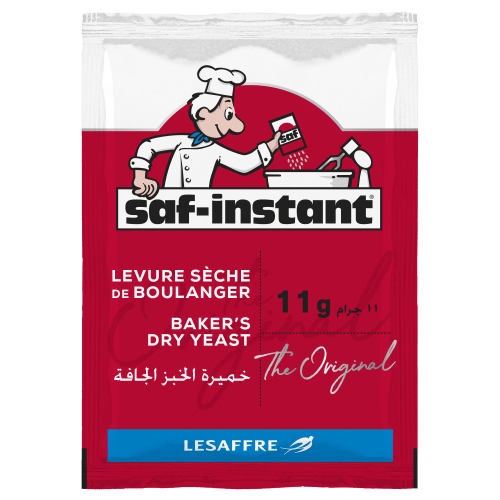 saf
saf-instant®
LEVURE SÈCHE
DE BOULANGER
BAKER'S
DRY YEAST
خميرة الخبز الجافة
11g ١١ جرام
The Original
LESAFFRE